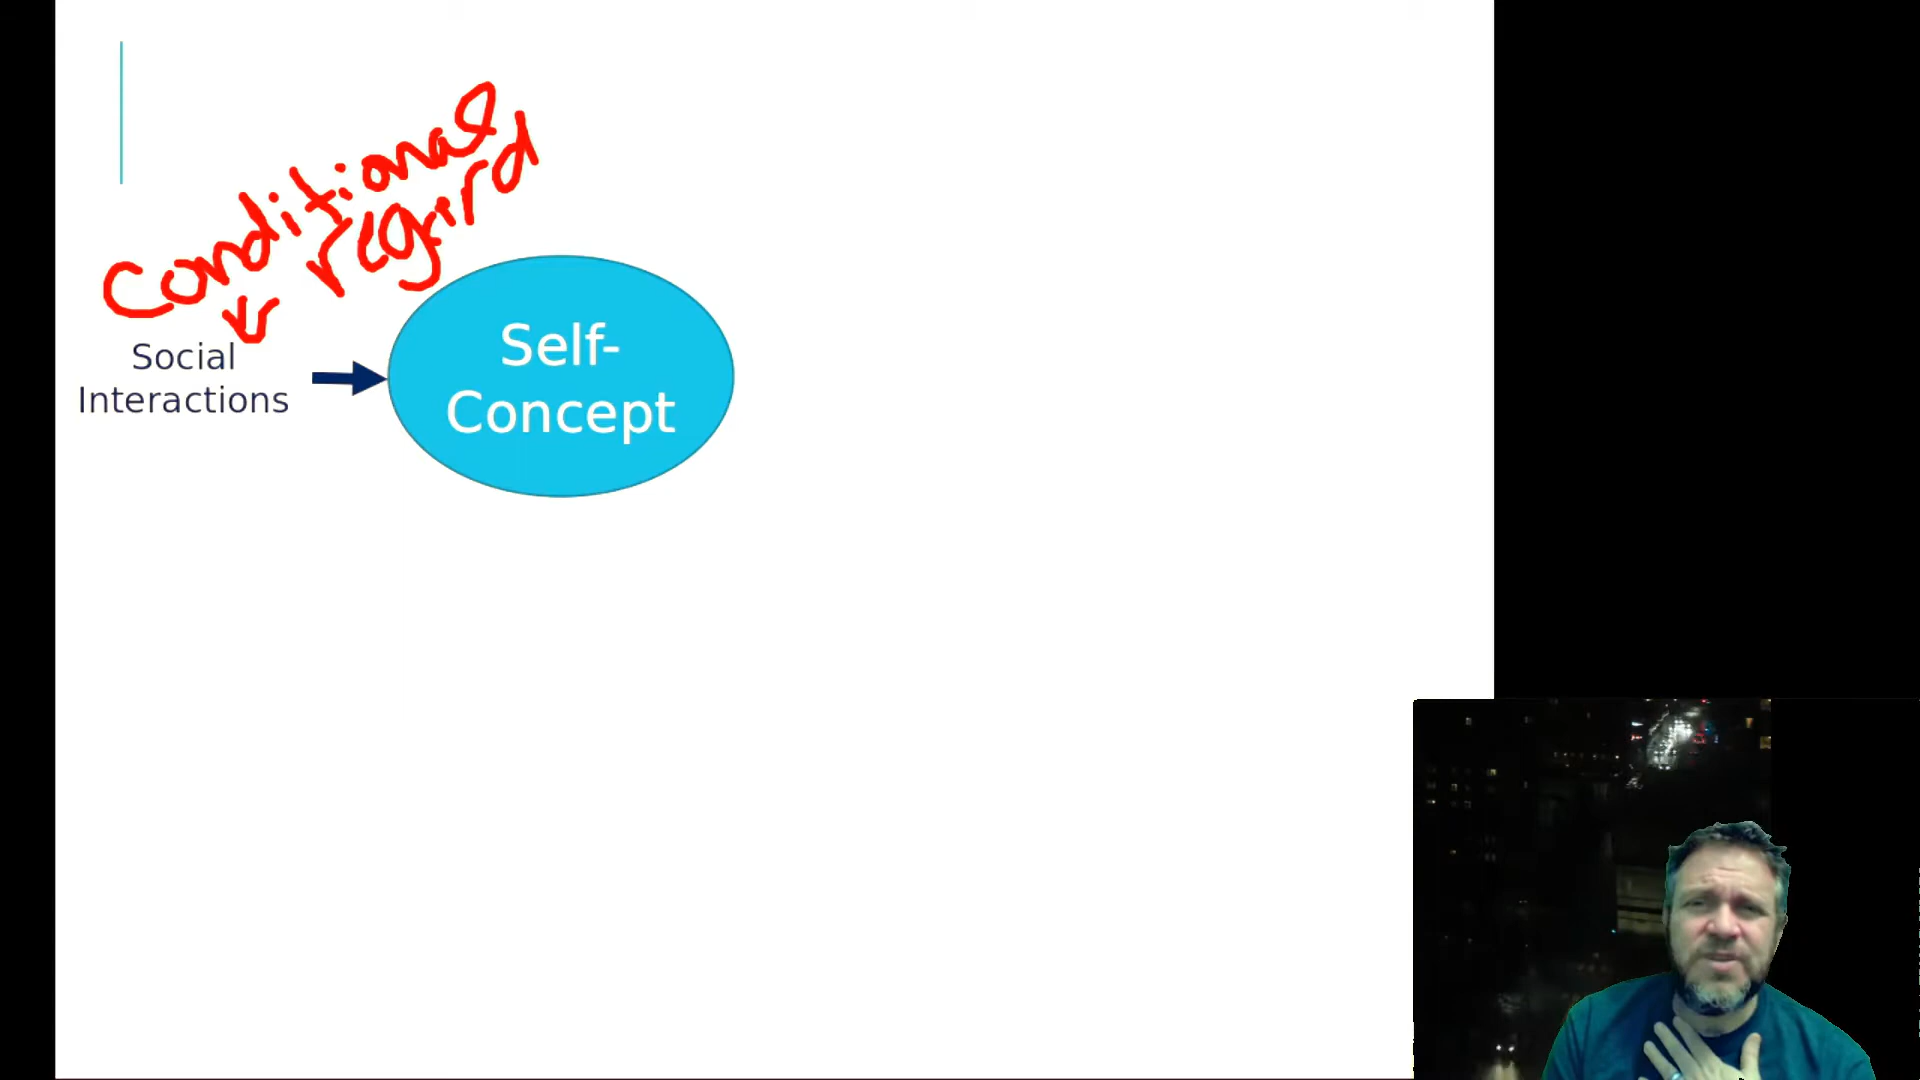 Conditional
regard
Social
Interactions
Self-
Concept